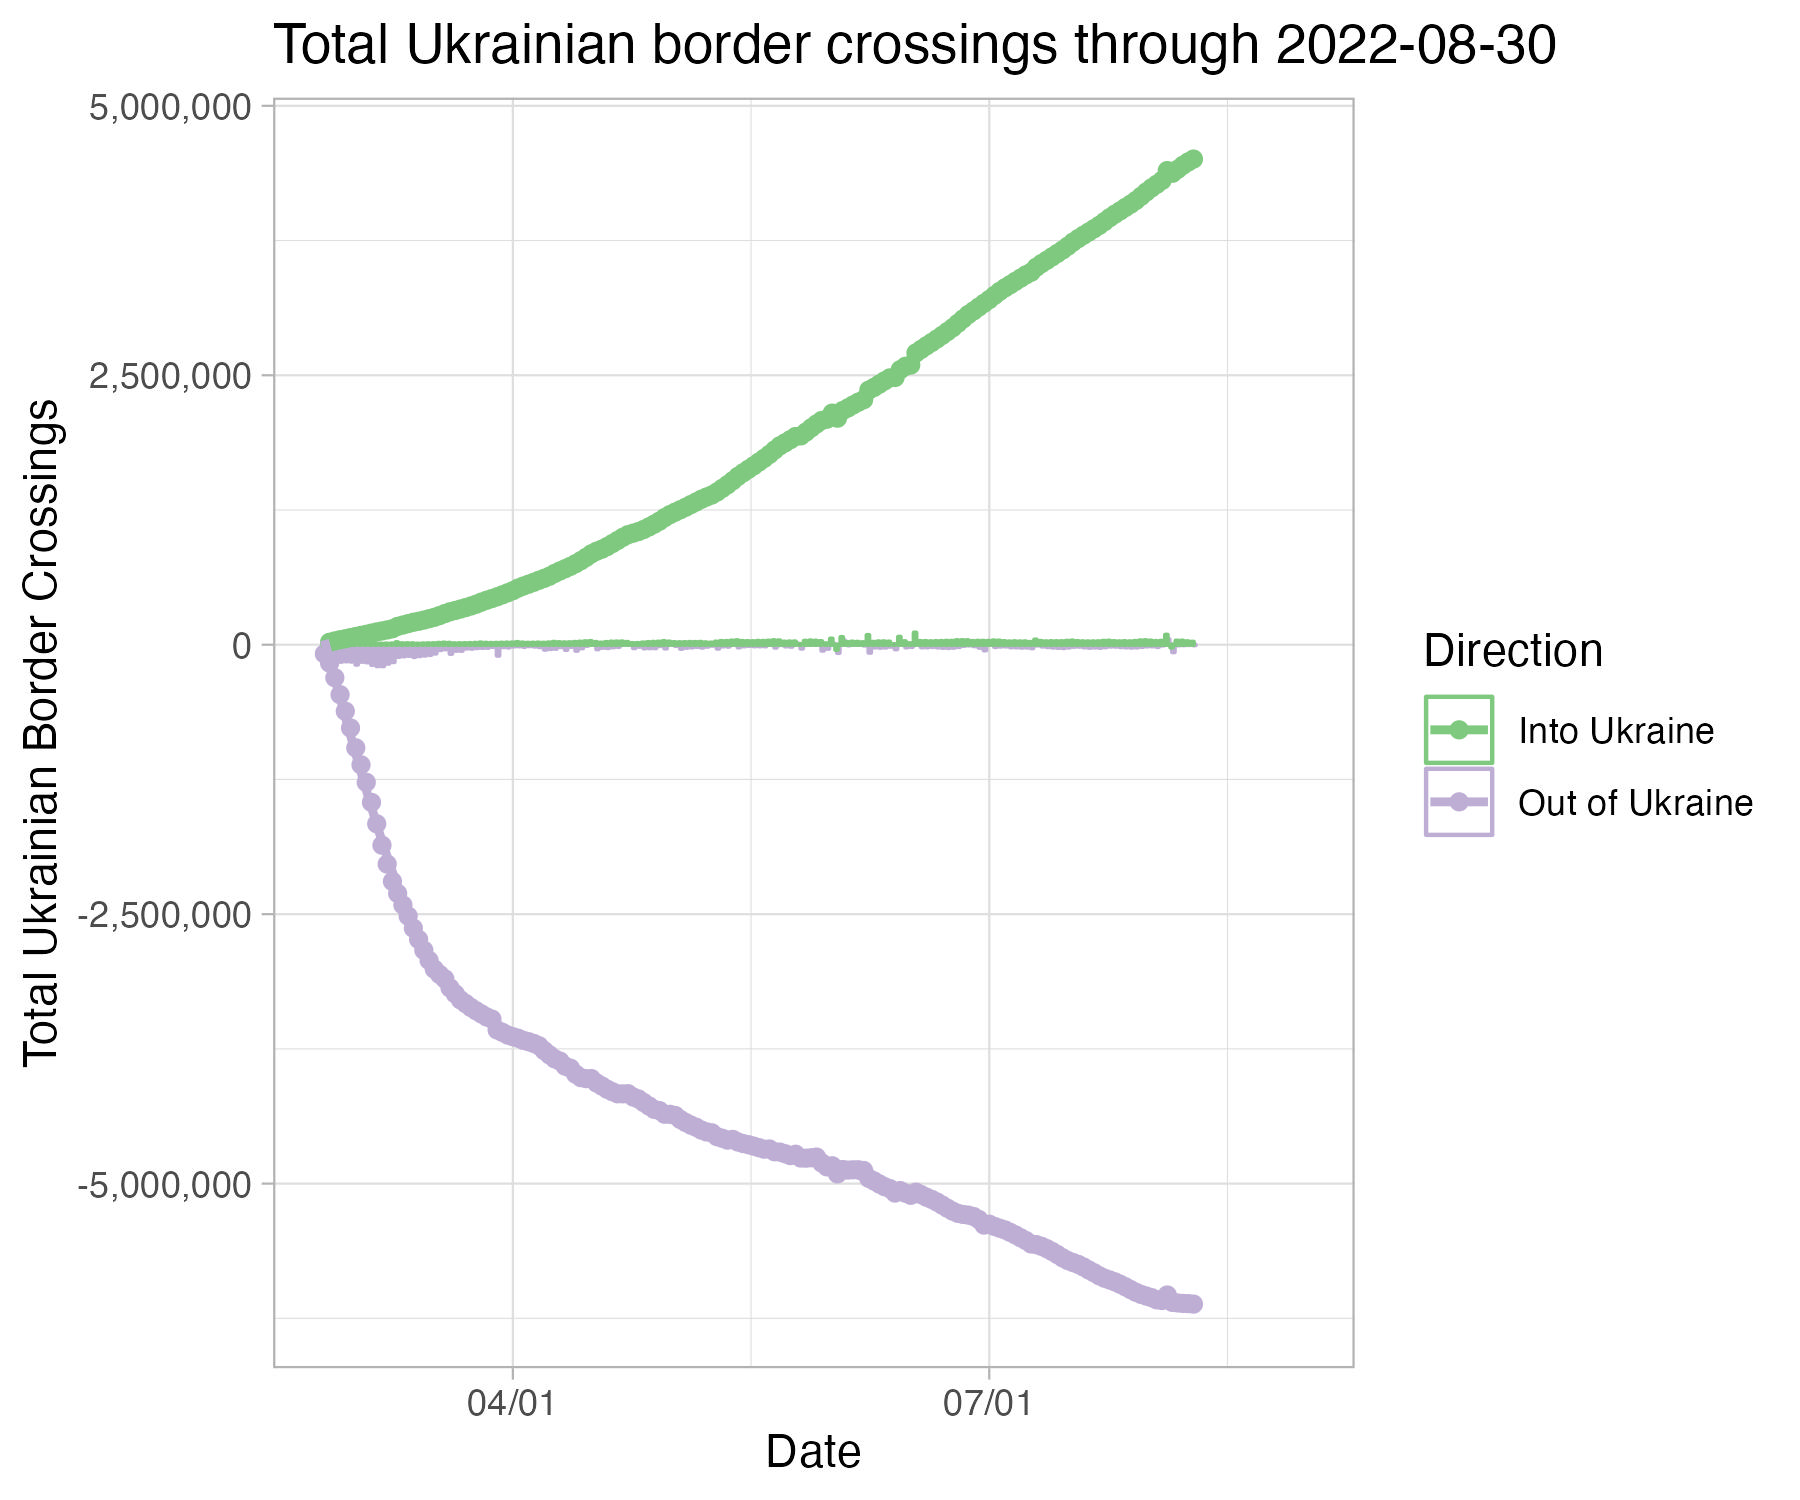 Total Ukrainian border crossings through 2022-08-30
Total Ukrainian Border Crossings
5,000,000
2,500,000
0
-2,500,000
-5,000,000
04/01
07/01
Date
Direction
Into Ukraine
Out of Ukraine